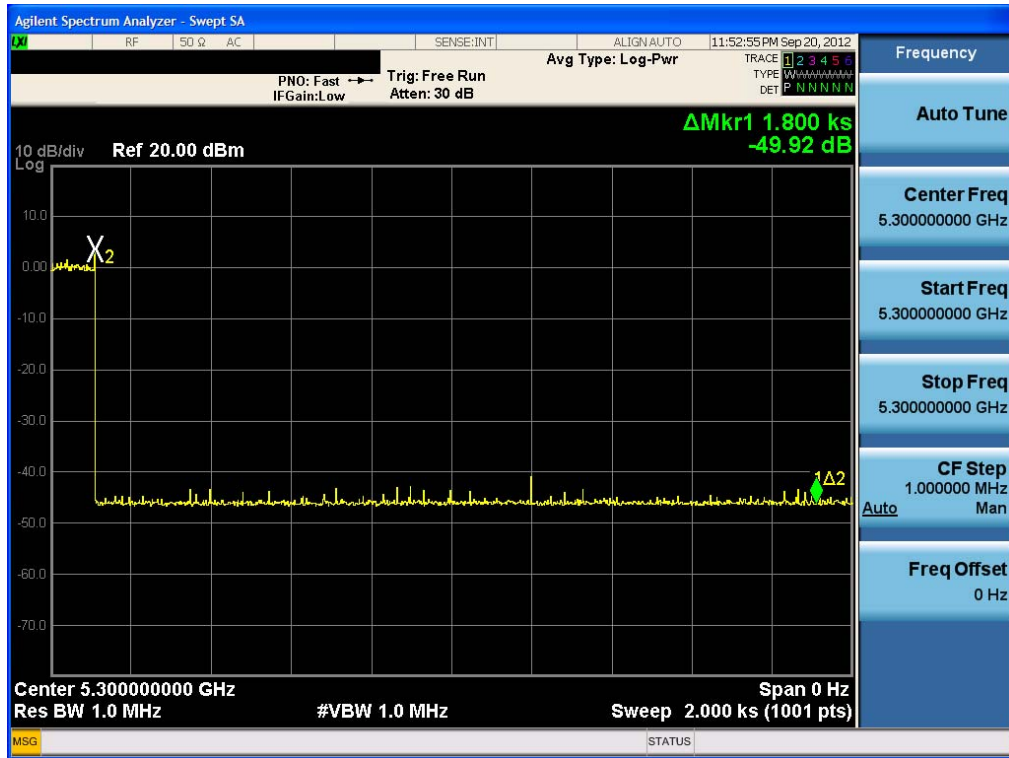 Agilent Spectrum Analyzer - Swept SA
LXI RF 50 Ω AC SENSE:INT ALIGN AUTO 11:52:55 PM Sep 20, 2012
Frequency
Avg Type: Log-Pwr
TRACE 1 2 3 4 5 6
PNO: Fast Trig: Free Run
TYPE
IFGain:Low Atten: 30 dB
DET P N N N N N
Auto Tune
ΔMkr1 1.800 ks
-49.92 dB
10 dB/div Ref 20.00 dBm
Log
Center Freq
5.300000000 GHz
10.0
X2
0.00
Start Freq
5.300000000 GHz
-10.0
-20.0
Stop Freq
5.300000000 GHz
-30.0
-40.0
1Δ2
CF Step
1.000000 MHz
Auto Man
-50.0
-60.0
Freq Offset
0 Hz
-70.0
Center 5.300000000 GHz Span 0 Hz
Res BW 1.0 MHz #VBW 1.0 MHz Sweep 2.000 ks (1001 pts)
MSG STATUS